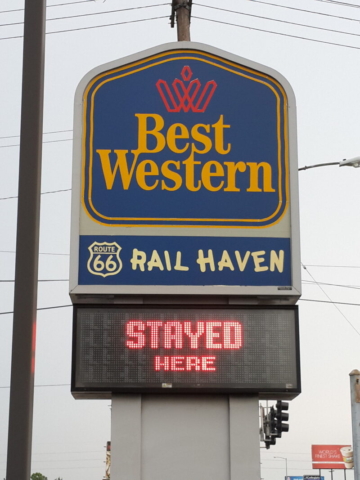 Best
Western
ROUTE
66
RAIL HAVEN
STAYED
HERE